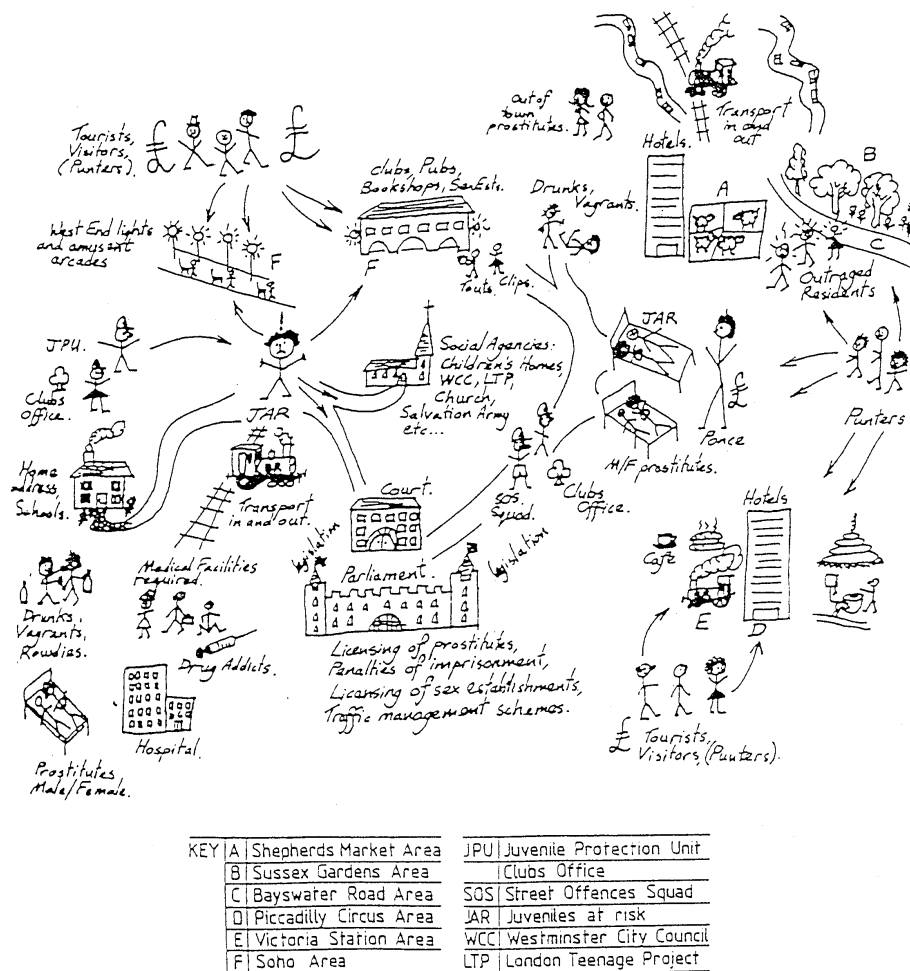 Out of
town
prostitutes.
Transport
in and
out
Hotels.
A
B
C
Outraged
Residents
Tourists,
Visitors,
(Punters).
£
£
Clubs, Pubs,
Bookshops, SexEsts.
Drunks,
Vagrants.
West End lights
and amusent
arcades
F
F
Touts.
Clips.
JPU.
Clubs
Office.
JAR
Social Agencies:
Children's Homes,
WCC, LTP,
Church,
Salvation Army
etc...
JAR
£
Ponce
Punters
M/F prostitutes.
Home
address,
Schools.
B.R
Transport
in and out.
Court.
SOS.
Squad.
Clubs
Office.
Legislation
Legislation
Parliament.
Hotels
Cafe
E
D
Medical Facilities
required.
Drunks,
Vagrants,
Rowdies.
Drug Addicts.
Licensing of prostitutes,
Penalties of imprisonment,
Licensing of sex establishments,
Traffic management schemes.
Hospital.
Prostitutes
Male/Female.
£ Tourists,
Visitors, (Punters).
KEY A Shepherds Market Area
B Sussex Gardens Area
C Bayswater Road Area
D Piccadilly Circus Area
E Victoria Station Area
F Soho Area
JPU Juvenile Protection Unit
Clubs Office
SOS Street Offences Squad
JAR Juveniles at risk
WCC Westminster City Council
LTP London Teenage Project